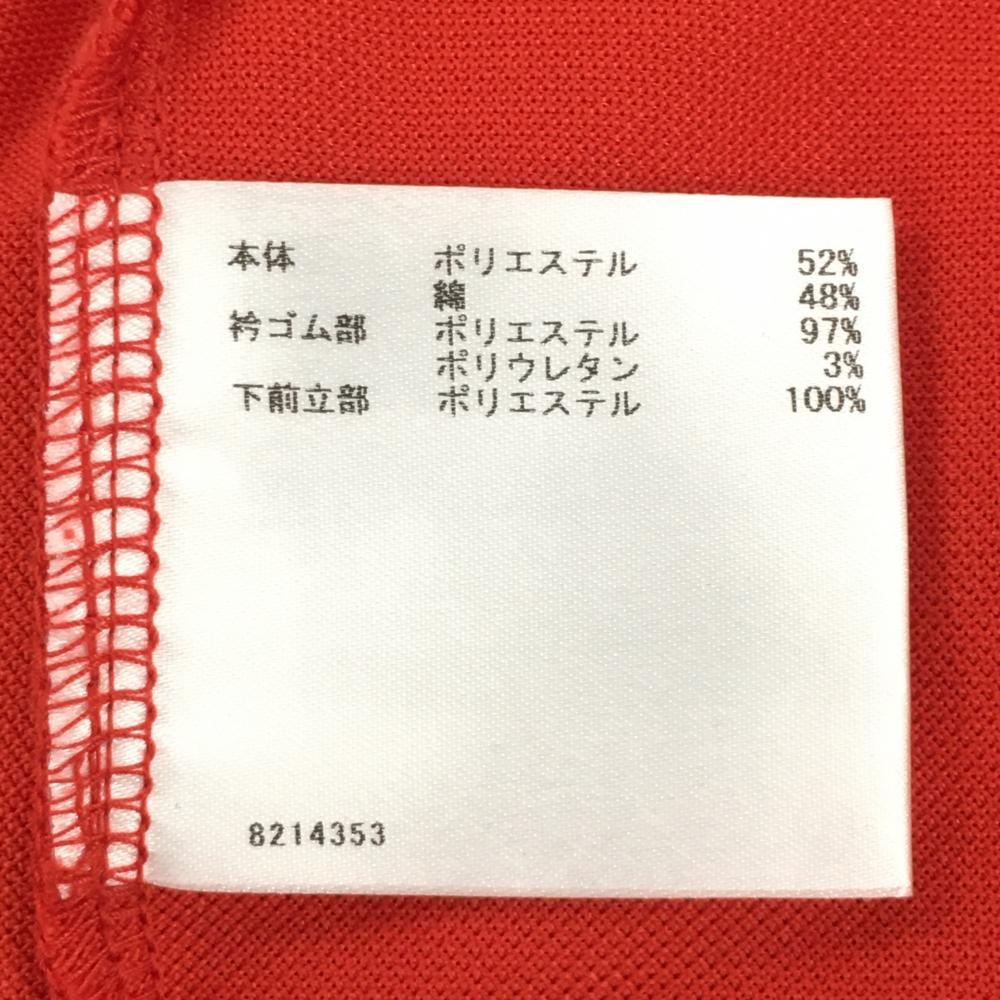 本体 ポリエステル 52%
綿 48%
衿ゴム部 ポリエステル 97%
ポリウレタン 3%
下前立部 ポリエステル 100%
8214353